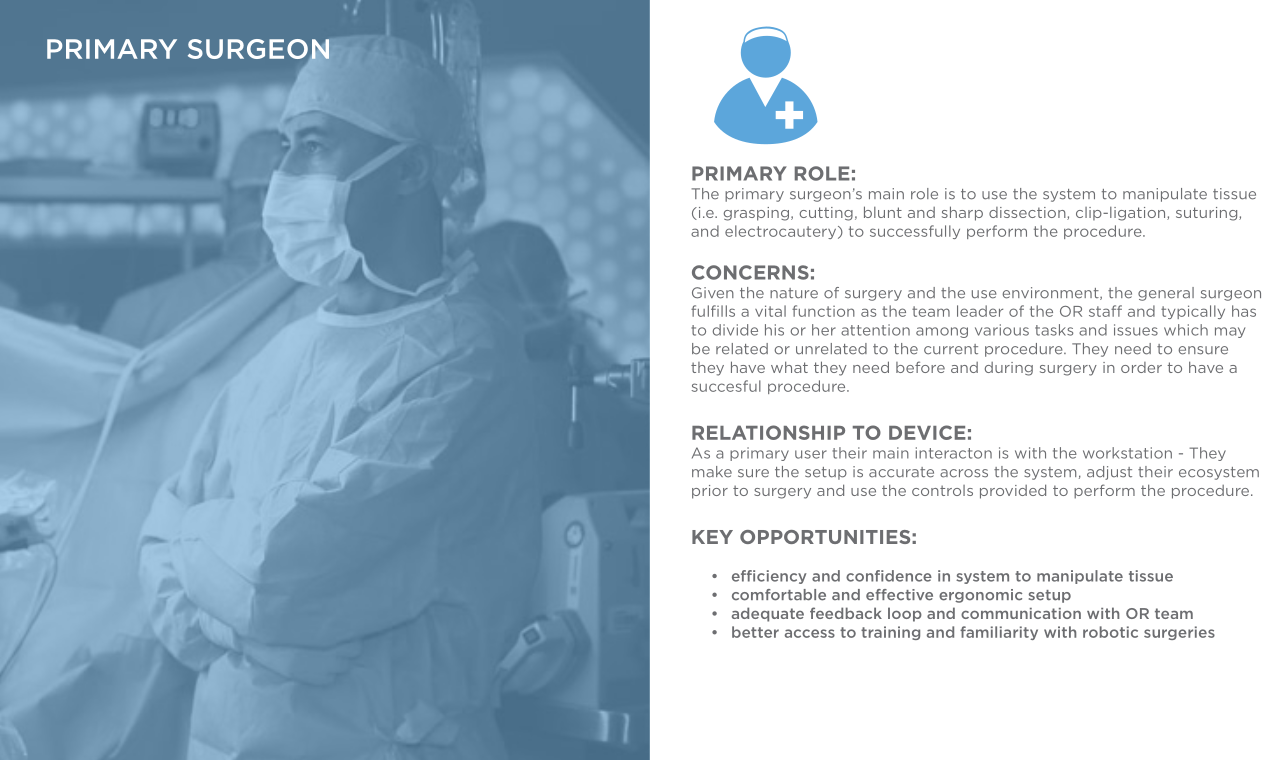 PRIMARY SURGEON
PRIMARY ROLE:
The primary surgeon's main role is to use the system to manipulate tissue
(i.e. grasping, cutting, blunt and sharp dissection, clip-ligation, suturing,
and electrocautery) to successfully perform the procedure.
CONCERNS:
Given the nature of surgery and the use environment, the general surgeon
fulfills a vital function as the team leader of the OR staff and typically has
to divide his or her attention among various tasks and issues which may
be related or unrelated to the current procedure. They need to ensure
they have what they need before and during surgery in order to have a
succesful procedure.
RELATIONSHIP TO DEVICE:
As a primary user their main interacton is with the workstation - They
make sure the setup is accurate across the system, adjust their ecosystem
prior to surgery and use the controls provided to perform the procedure.
KEY OPPORTUNITIES:
• efficiency and confidence in system to manipulate tissue
• comfortable and effective ergonomic setup
• adequate feedback loop and communication with OR team
• better access to training and familiarity with robotic surgeries